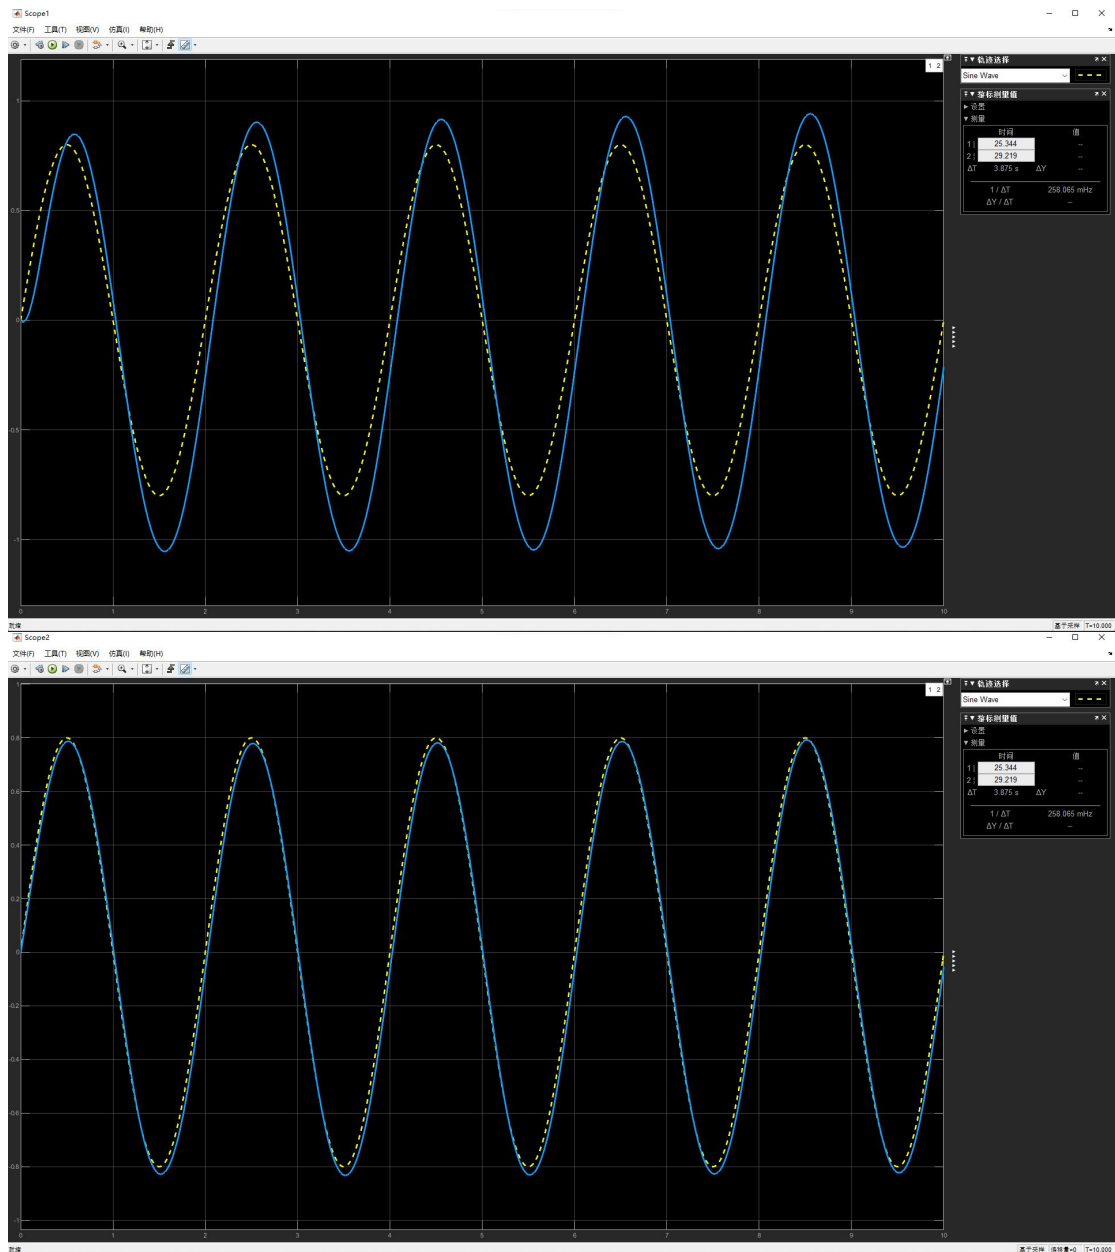 Scope1
文件(F) 工具(T) 视图(V) 仿真(I) 帮助(H)
1 2
1
0.5
0
-0.5
-1
0 1 2 3 4 5 6 7 8 9 10
轨迹选择
Sine Wave
游标测量值
设置
测量
时间 值
1 | 25.344 --
2 ¦ 29.219 --
ΔT 3.875 s ΔY --
1 / ΔT 258.065 mHz
ΔY / ΔT --
就绪 基于采样 T=10.000
Scope2
文件(F) 工具(T) 视图(V) 仿真(I) 帮助(H)
1 2
1
0.8
0.6
0.4
0.2
0
-0.2
-0.4
-0.6
-0.8
-1
0 1 2 3 4 5 6 7 8 9 10
轨迹选择
Sine Wave
游标测量值
设置
测量
时间 值
1 | 25.344 --
2 ¦ 29.219 --
ΔT 3.875 s ΔY --
1 / ΔT 258.065 mHz
ΔY / ΔT --
就绪 基于采样 偏移量=0 T=10.000